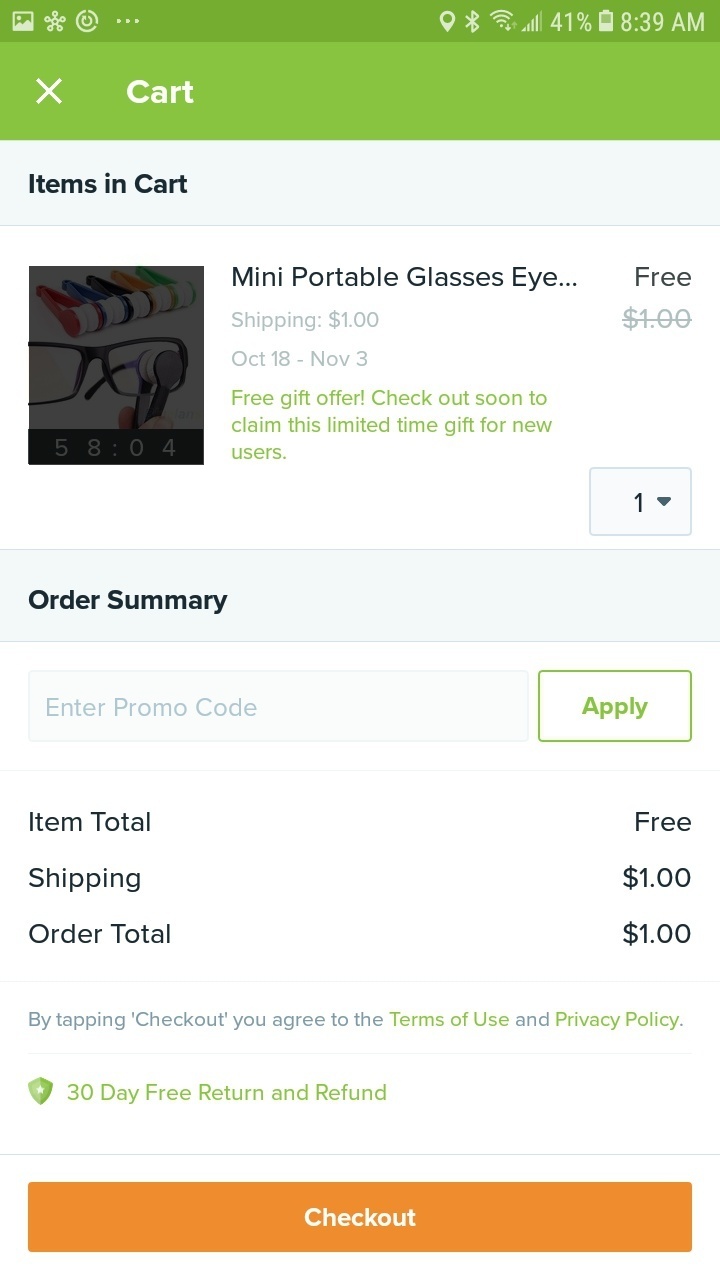 41% 8:39 AM
Cart
Items in Cart
Mini Portable Glasses Eye...
Free
Shipping: $1.00
$1.00
Oct 18 - Nov 3
Free gift offer! Check out soon to
claim this limited time gift for new
users.
58:04
1
Order Summary
Enter Promo Code
Apply
Item Total
Free
Shipping
$1.00
Order Total
$1.00
By tapping 'Checkout' you agree to the Terms of Use and Privacy Policy.
30 Day Free Return and Refund
Checkout